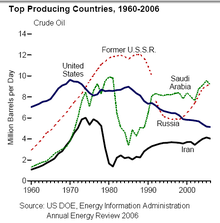 Top Producing Countries, 1960-2006
Crude Oil
14
12
10
8
6
4
2
0
Million Barrels per Day
Former U.S.S.R.
United
States
Saudi
Arabia
Russia
Iran
1960 1970 1980 1990 2000
Source: US DOE, Energy Information Administration
Annual Energy Review 2006